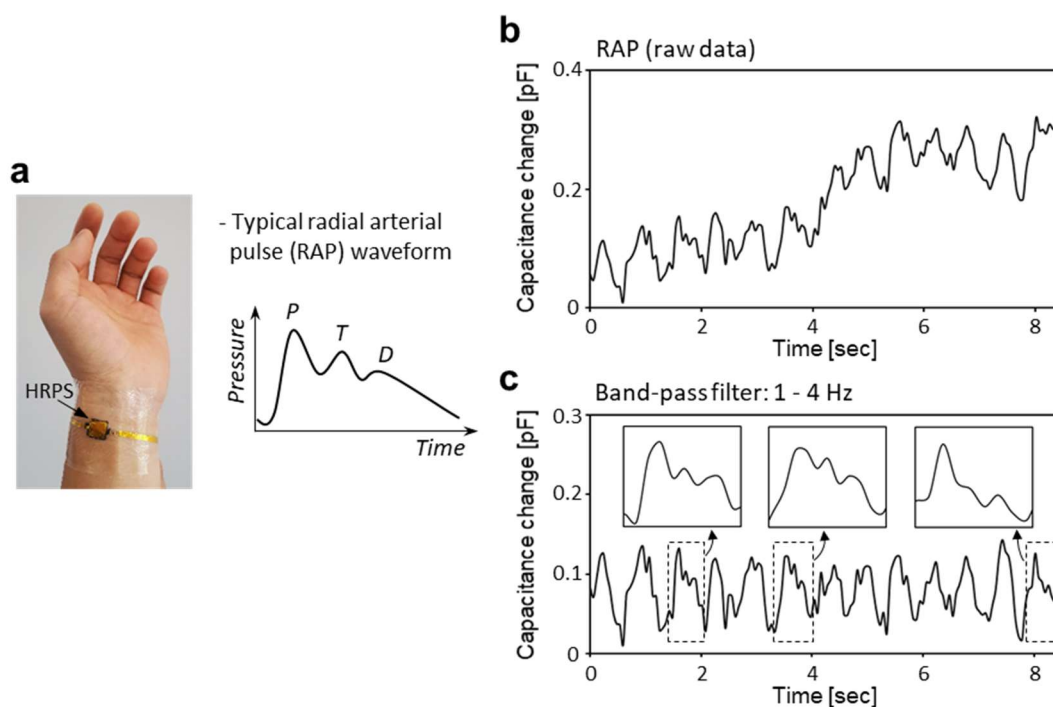 a
HRPS
- Typical radial arterial
pulse (RAP) waveform
P
T
D
Pressure
Time
b
RAP (raw data)
Capacitance change [pF]
0.4
0.2
0
0
2
4
6
8
Time [sec]
c
Band-pass filter: 1 - 4 Hz
Capacitance change [pF]
0.3
0.2
0.1
0
0
2
4
6
8
Time [sec]